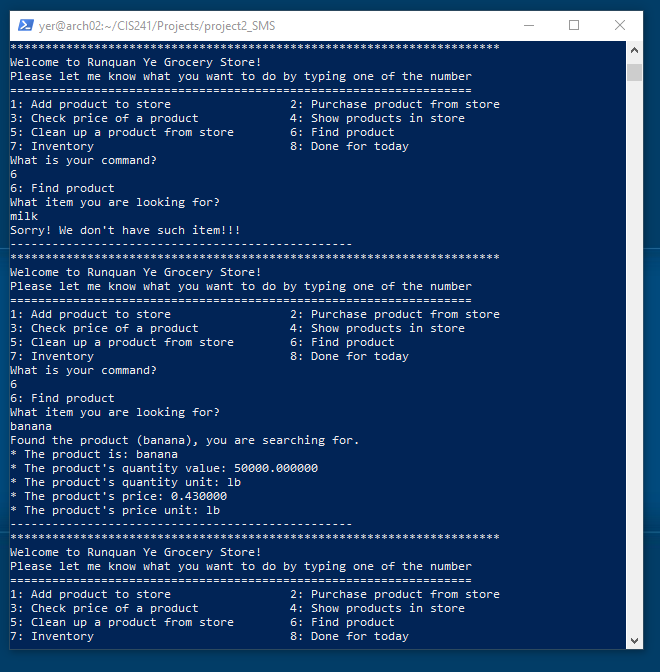 yer@arch02:~/CIS241/Projects/project2_SMS
**********************************************************************
Welcome to Runquan Ye Grocery Store!
Please let me know what you want to do by typing one of the number
==================================================================
1: Add product to store                 2: Purchase product from store
3: Check price of a product             4: Show products in store
5: Clean up a product from store        6: Find product
7: Inventory                            8: Done for today
What is your command?
6
6: Find product
What item you are looking for?
milk
Sorry! We don't have such item!!!
-------------------------------------------------
**********************************************************************
Welcome to Runquan Ye Grocery Store!
Please let me know what you want to do by typing one of the number
==================================================================
1: Add product to store                 2: Purchase product from store
3: Check price of a product             4: Show products in store
5: Clean up a product from store        6: Find product
7: Inventory                            8: Done for today
What is your command?
6
6: Find product
What item you are looking for?
banana
Found the product (banana), you are searching for.
* The product is: banana
* The product's quantity value: 50000.000000
* The product's quantity unit: lb
* The product's price: 0.430000
* The product's price unit: lb
-------------------------------------------------
**********************************************************************
Welcome to Runquan Ye Grocery Store!
Please let me know what you want to do by typing one of the number
==================================================================
1: Add product to store                 2: Purchase product from store
3: Check price of a product             4: Show products in store
5: Clean up a product from store        6: Find product
7: Inventory                            8: Done for today